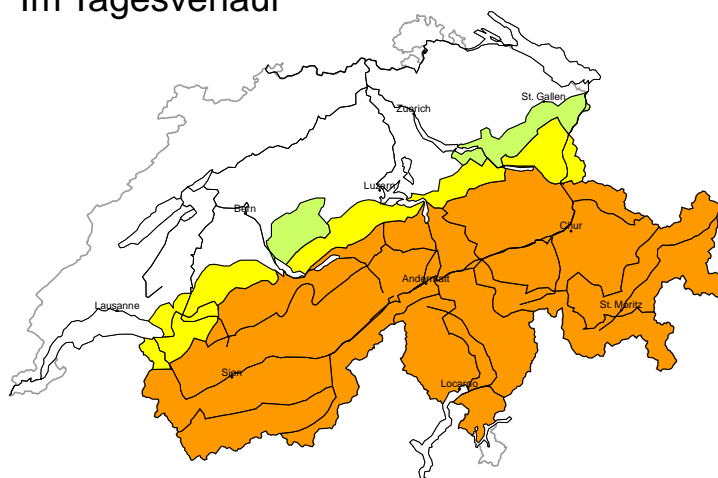 im Tagesverlauf
St. Gallen
Zuerich
Luzern
Bern
Chur
Andermatt
Lausanne
St. Moritz
Sion
Locarno